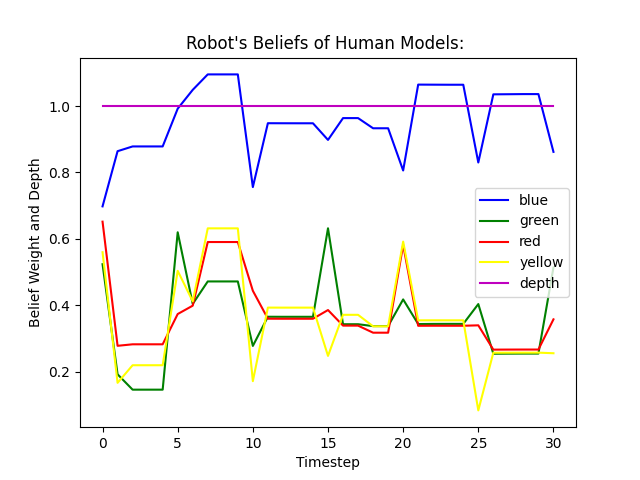 Robot's Beliefs of Human Models:
Belief Weight and Depth
1.0
0.8
0.6
0.4
0.2
blue
green
red
yellow
depth
0 5 10 15 20 25 30
Timestep